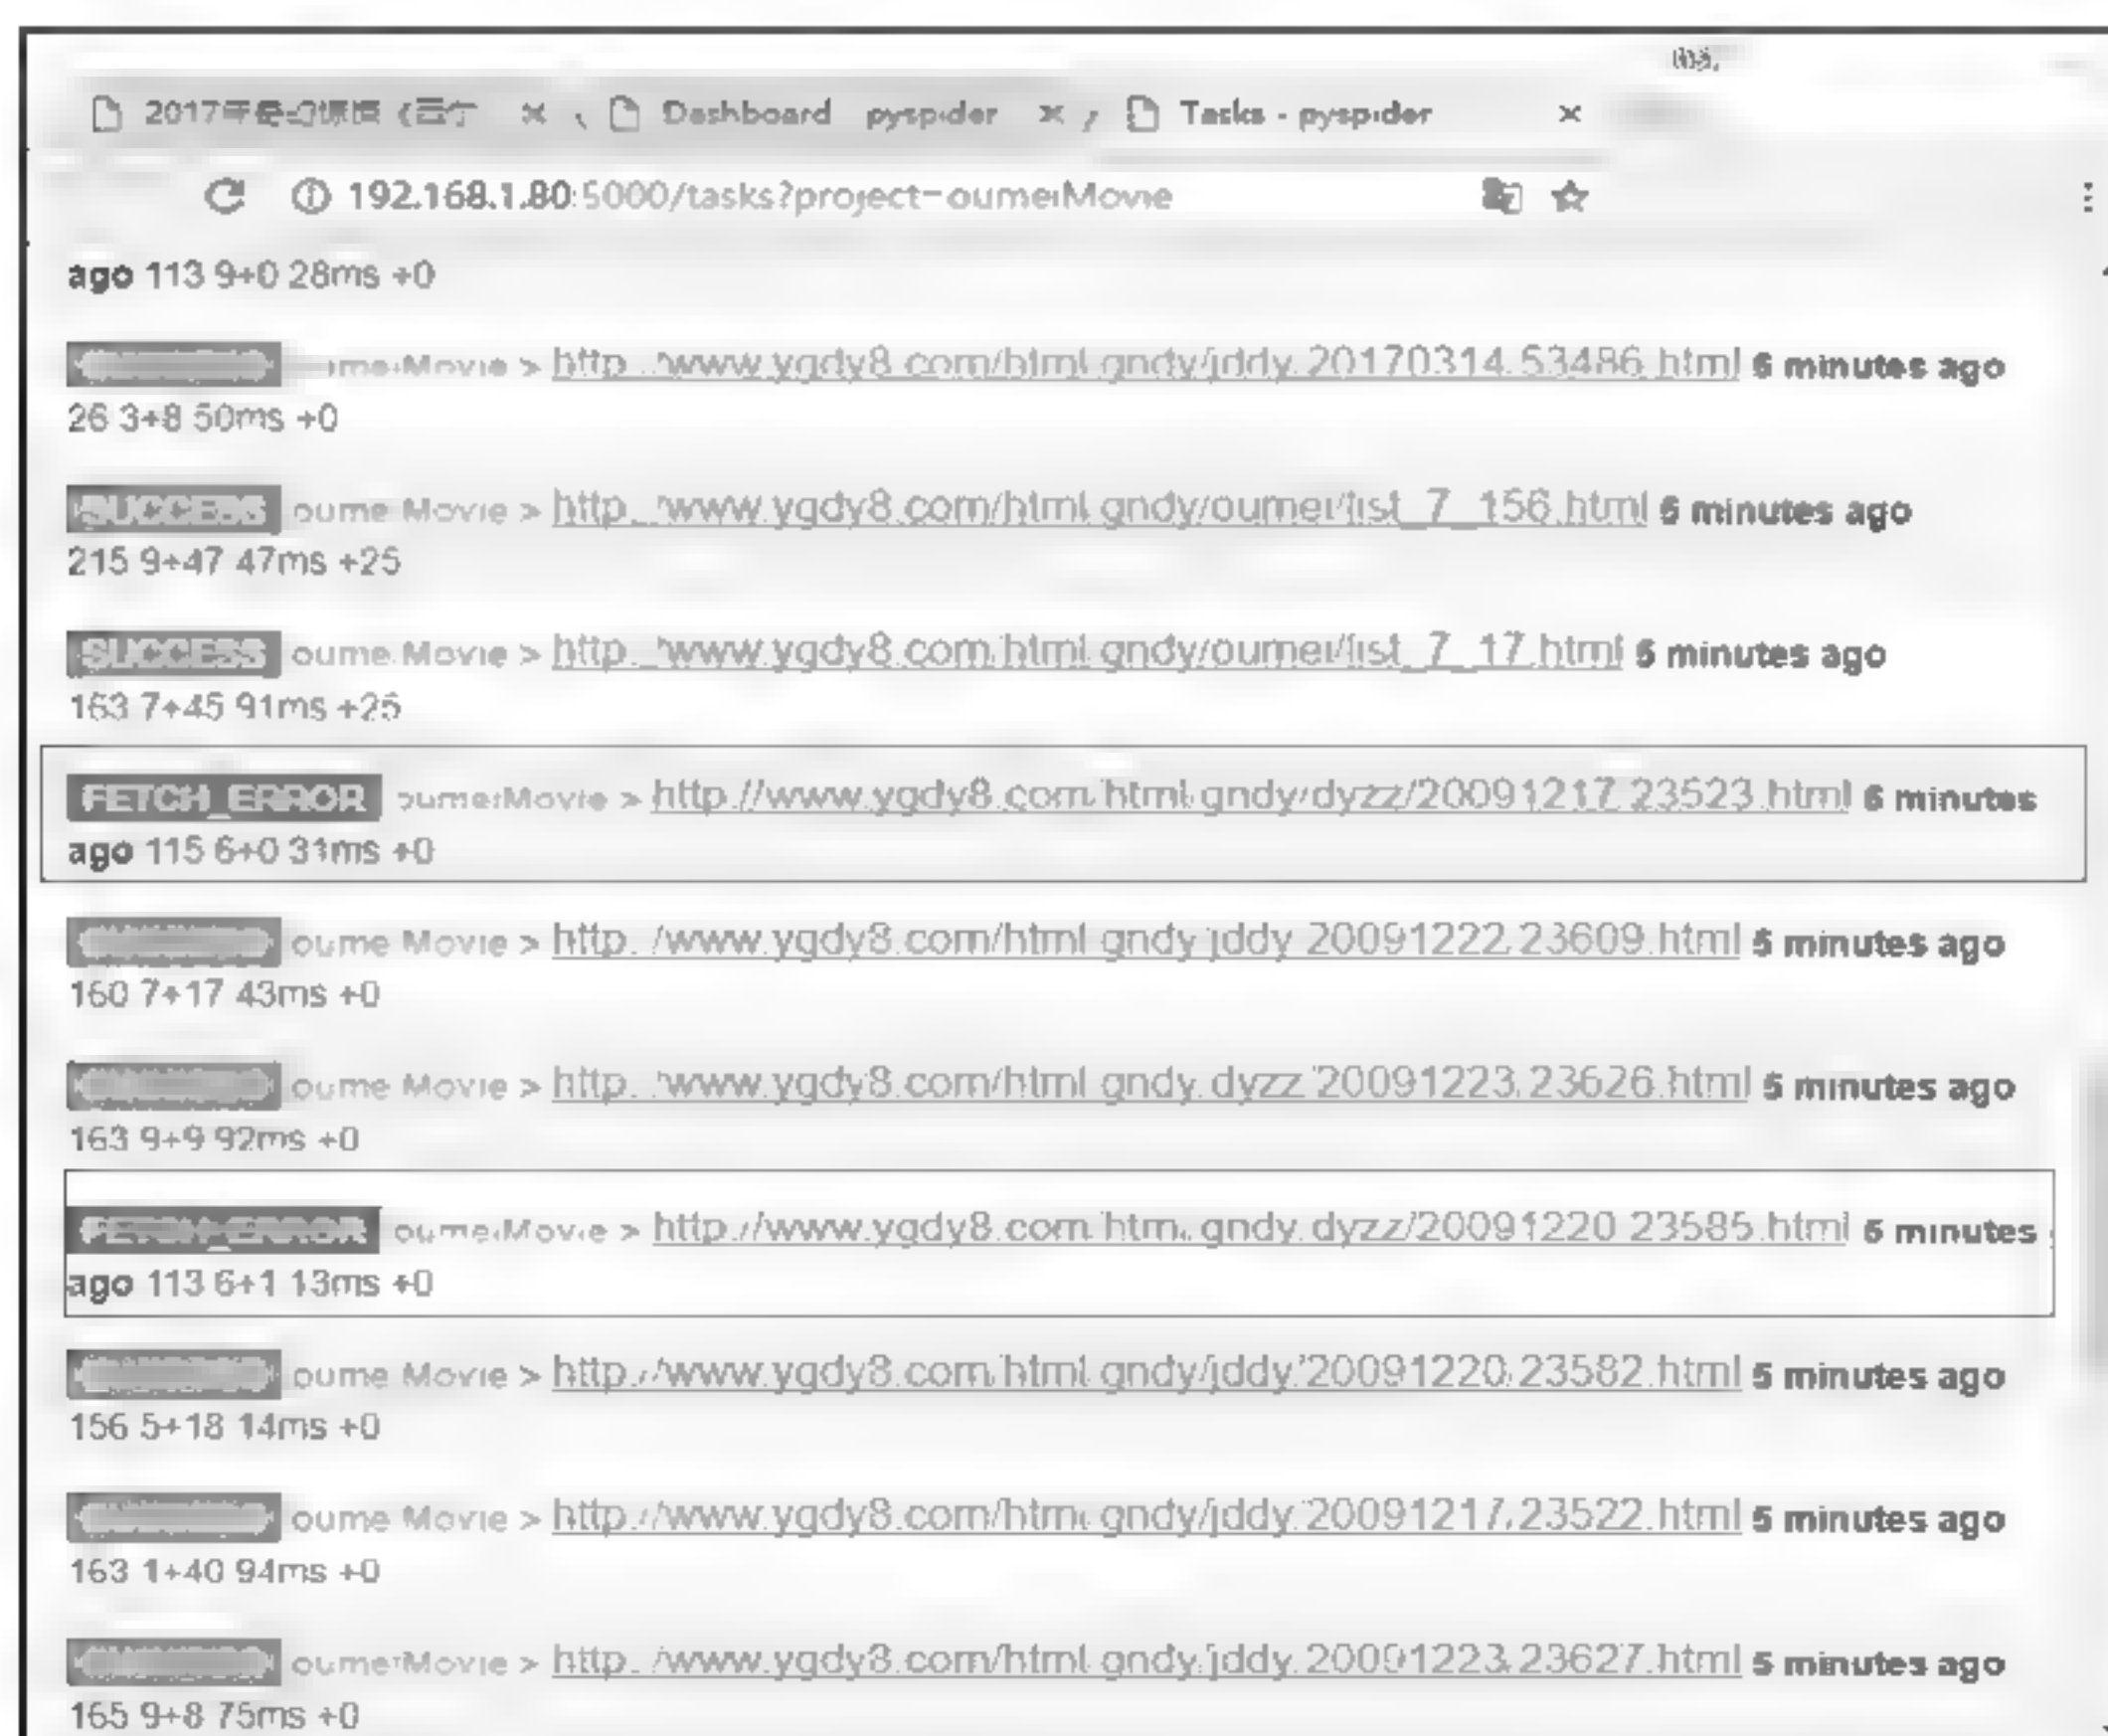 2017 Dashboard pyspider Tasks - pyspider
192.168.1.80:5000/tasks?project=oumeiMovie
ago 113.9+0.28ms +0
oumeiMovie > http://www.ygdy8.com/html/gndy/jddy/20170314/53486.html 6 minutes ago
26.3+8.50ms +0
SUCCESS oumeiMovie > http://www.ygdy8.com/html/gndy/oumei/list_7_156.html 6 minutes ago
215.9+47.47ms +25
SUCCESS oumeiMovie > http://www.ygdy8.com/html/gndy/oumei/list_7_17.html 6 minutes ago
163.7+45.91ms +25
FETCH_ERROR oumeiMovie > http://www.ygdy8.com/html/gndy/dyzz/20091217/23523.html 6 minutes
ago 115.6+0.31ms +0
oumeiMovie > http://www.ygdy8.com/html/gndy/jddy/20091222/23609.html minutes ago
160.7+17.43ms +0
oumeiMovie > http://www.ygdy8.com/html/gndy/dyzz/20091223/23626.html minutes ago
163.9+9.92ms +0
FETCH_ERROR oumeiMovie > http://www.ygdy8.com/html/gndy/dyzz/20091220/23585.html minutes
ago 113.6+1.13ms +0
oumeiMovie > http://www.ygdy8.com/html/gndy/jddy/20091220/23582.html minutes ago
156.5+18.14ms +0
oumeiMovie > http://www.ygdy8.com/html/gndy/jddy/20091217/23522.html minutes ago
163.1+40.94ms +0
oumeiMovie > http://www.ygdy8.com/html/gndy/jddy/20091223/23627.html minutes ago
165.9+8.75ms +0